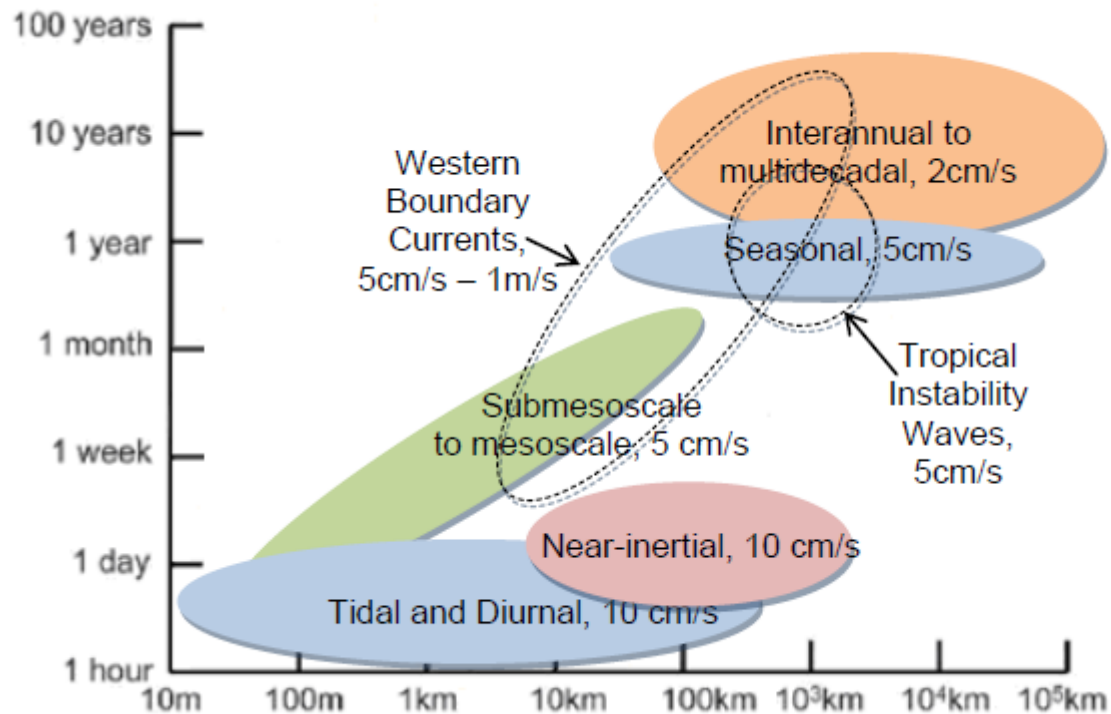 100 years
10 years
1 year
1 month
1 week
1 day
1 hour
Western
Boundary
Currents,
5cm/s – 1m/s
Interannual to
multidecadal, 2cm/s
Seasonal, 5cm/s
Tropical
Instability
Waves,
5cm/s
Submesoscale
to mesoscale, 5 cm/s
Near-inertial, 10 cm/s
Tidal and Diurnal, 10 cm/s
10m 100m 1km 10km 100km 10³km 10⁴km 10⁵km